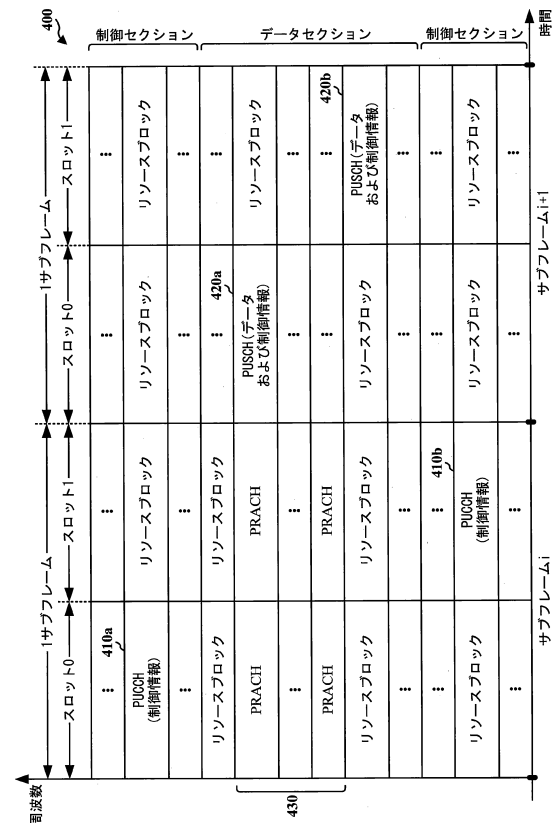 周波数
400
1サブフレーム
1サブフレーム
スロット0
スロット1
スロット0
スロット1
410a
⋮
⋮
⋮
⋮
PUCCH
(制御情報)
リソースブロック
リソースブロック
リソースブロック
制御セクション
⋮
⋮
⋮
⋮
420a
リソースブロック
リソースブロック
⋮
⋮
PRACH
PRACH
PUSCH(データ
および制御情報)
リソースブロック
430
⋮
⋮
⋮
⋮
データセクション
420b
PRACH
PRACH
⋮
⋮
リソースブロック
リソースブロック
リソースブロック
PUSCH(データ
および制御情報)
⋮
⋮
⋮
⋮
410b
⋮
⋮
⋮
⋮
リソースブロック
PUCCH
(制御情報)
リソースブロック
リソースブロック
制御セクション
⋮
⋮
⋮
⋮
サブフレームi
サブフレームi+1
時間